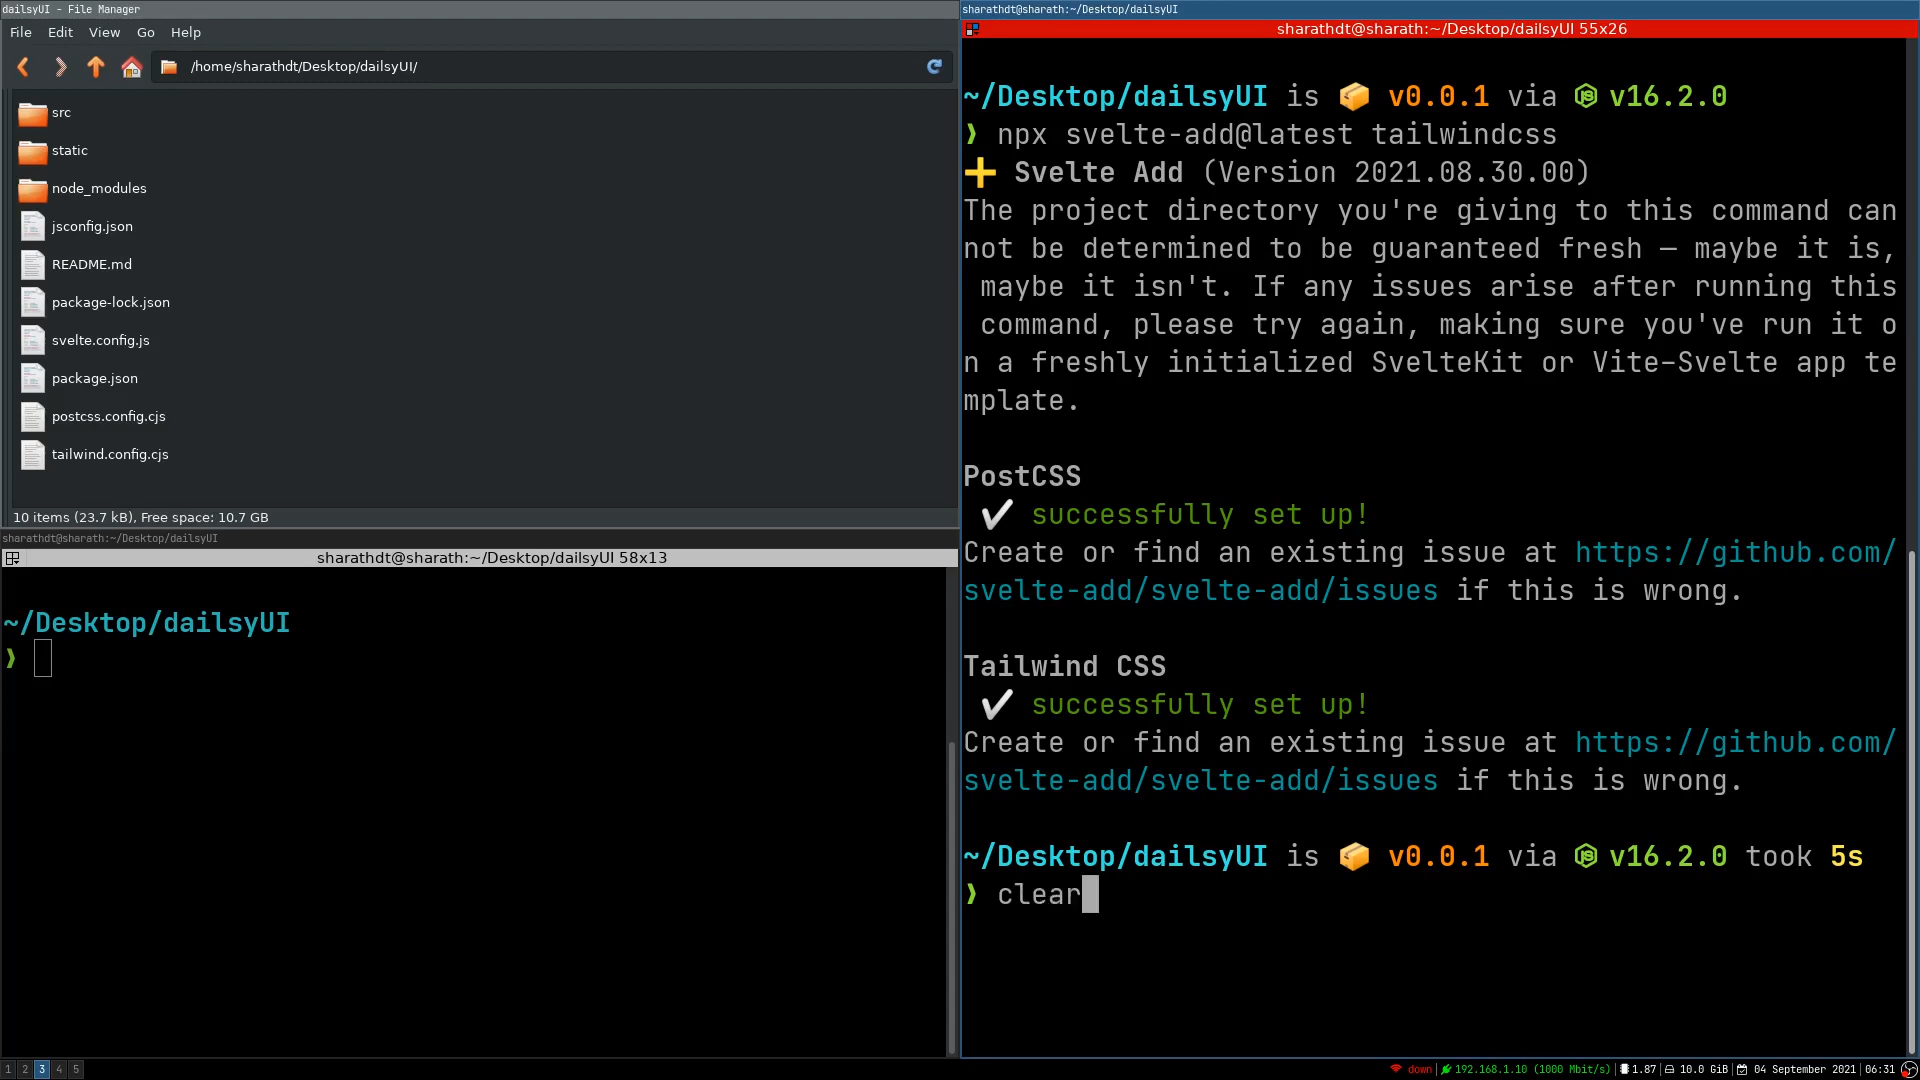 dailsyUI - File Manager
File Edit View Go Help
/home/sharathdt/Desktop/dailsyUI/
src
static
node_modules
jsconfig.json
README.md
package-lock.json
svelte.config.js
package.json
postcss.config.cjs
tailwind.config.cjs
10 items (23.7 kB), Free space: 10.7 GB
sharathdt@sharath:~/Desktop/dailsyUI
sharathdt@sharath:~/Desktop/dailsyUI 58x13
~/Desktop/dailsyUI
❱
sharathdt@sharath:~/Desktop/dailsyUI
sharathdt@sharath:~/Desktop/dailsyUI 55x26
~/Desktop/dailsyUI is 📦 v0.0.1 via v16.2.0
❱ npx svelte-add@latest tailwindcss
➕ Svelte Add (Version 2021.08.30.00)
The project directory you're giving to this command can
not be determined to be guaranteed fresh — maybe it is,
maybe it isn't. If any issues arise after running this
command, please try again, making sure you've run it o
n a freshly initialized SvelteKit or Vite-Svelte app te
mplate.
PostCSS
✔ successfully set up!
Create or find an existing issue at https://github.com/
svelte-add/svelte-add/issues if this is wrong.
Tailwind CSS
✔ successfully set up!
Create or find an existing issue at https://github.com/
svelte-add/svelte-add/issues if this is wrong.
~/Desktop/dailsyUI is 📦 v0.0.1 via v16.2.0 took 5s
❱ clear
1 2 3 4 5
down 192.168.1.10 (1000 Mbit/s) 1.87 10.0 GiB 04 September 2021 06:31